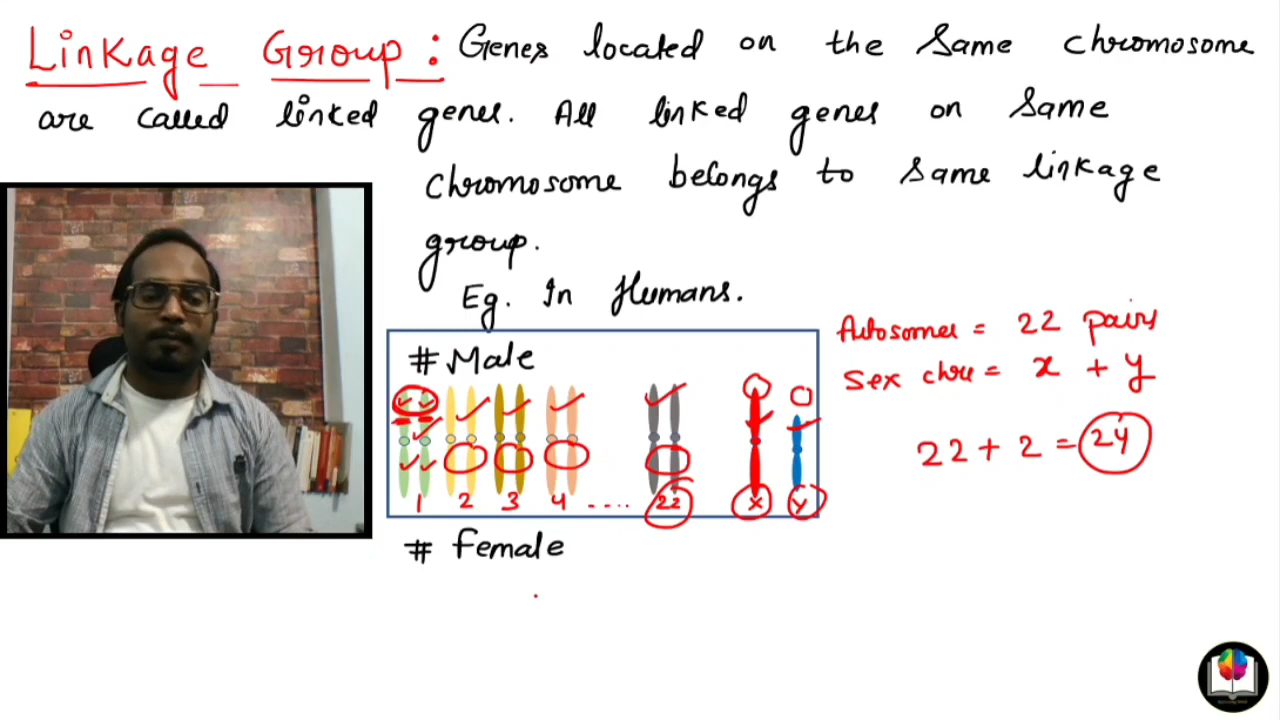 Linkage Group: Genes located on the same chromosome
are called linked genes. All linked genes on same
chromosome belongs to same linkage
group.
Eg. In Humans.
# Male
1 2 3 4 .... 22 X Y
# Female
Autosomes = 22 pairs
Sex chro = x + y
22 + 2 = 24